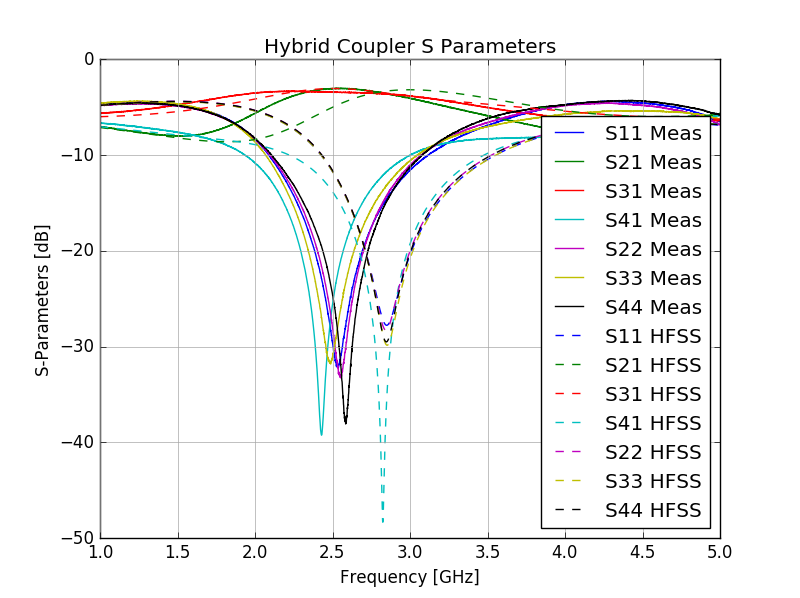 Hybrid Coupler S Parameters
0
−10
−20
−30
−40
−50
S-Parameters [dB]
1.0 1.5 2.0 2.5 3.0 3.5 4.0 4.5 5.0
Frequency [GHz]
S11 Meas
S21 Meas
S31 Meas
S41 Meas
S22 Meas
S33 Meas
S44 Meas
S11 HFSS
S21 HFSS
S31 HFSS
S41 HFSS
S22 HFSS
S33 HFSS
S44 HFSS